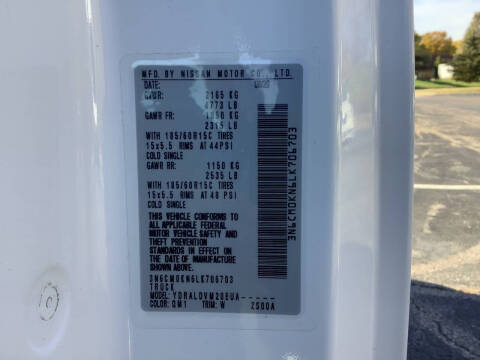 MFD. BY NISSAN MOTOR CO., LTD.
DATE:
GVWR: 2165 KG
4773 LB
GAWR FR: 1050 KG
2315 LB
WITH 185/60R15C TIRES
15x5.5 RIMS AT 44PSI
COLD SINGLE
GAWR RR: 1150 KG
2535 LB
WITH 185/60R15C TIRES
15x5.5 RIMS AT 48 PSI
COLD SINGLE
THIS VEHICLE CONFORMS TO
ALL APPLICABLE FEDERAL
MOTOR VEHICLE SAFETY AND
THEFT PREVENTION
STANDARDS IN EFFECT ON
THE DATE OF MANUFACTURE
SHOWN ABOVE.
3N6CM0KN6LK706703
TRUCK
MODEL: YDRALDVM20EUA-----
COLOR: QM1 TRIM: W ZS00A
3N6CM0KN6LK706703